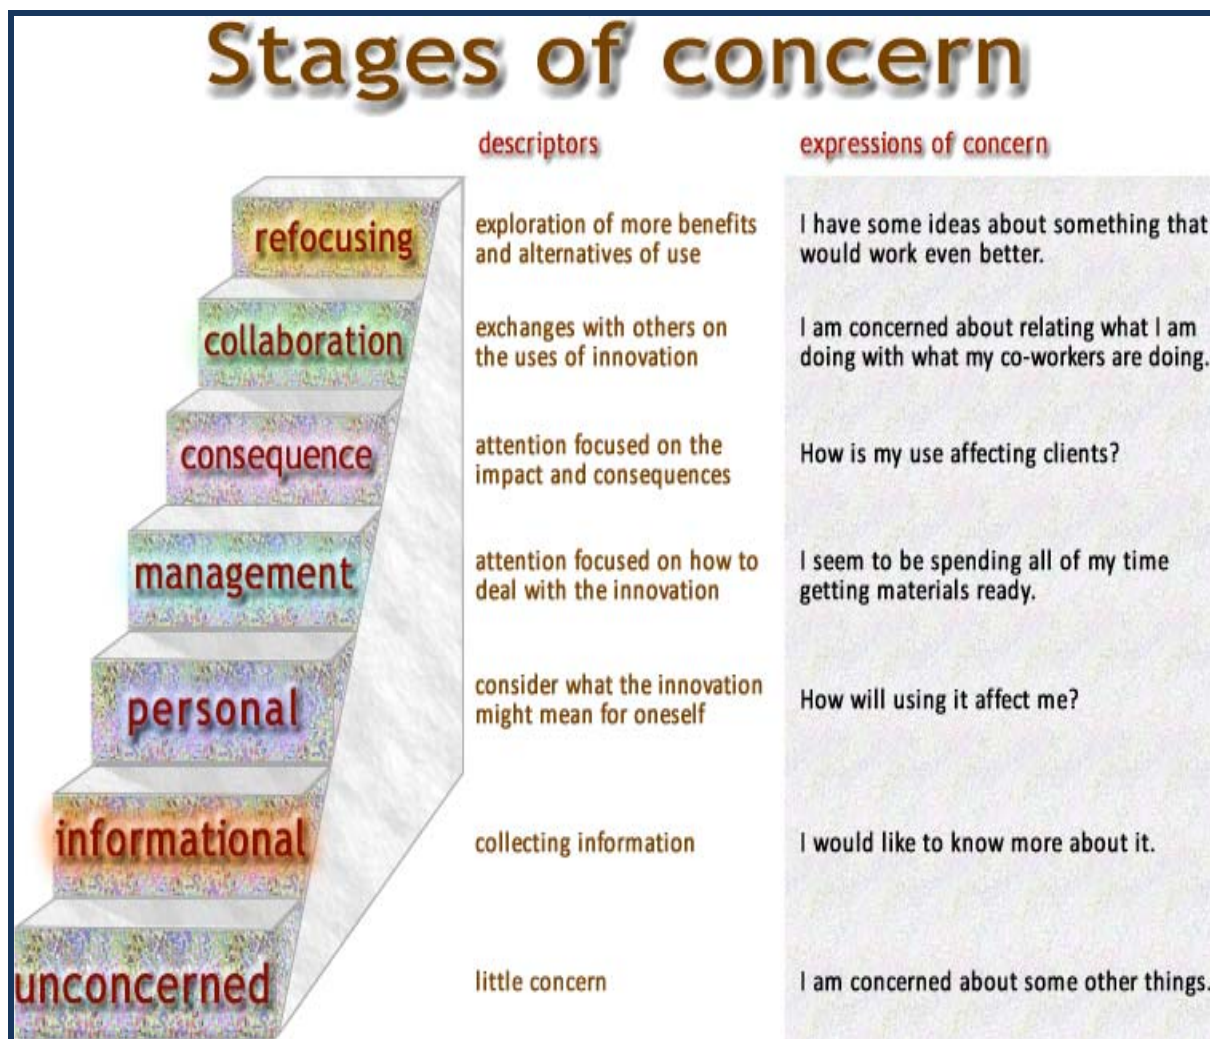 Stages of concern
descriptors
expressions of concern
refocusing
exploration of more benefits
and alternatives of use
I have some ideas about something that
would work even better.
collaboration
exchanges with others on
the uses of innovation
I am concerned about relating what I am
doing with what my co-workers are doing.
consequence
attention focused on the
impact and consequences
How is my use affecting clients?
management
attention focused on how to
deal with the innovation
I seem to be spending all of my time
getting materials ready.
personal
consider what the innovation
might mean for oneself
How will using it affect me?
informational
collecting information
I would like to know more about it.
unconcerned
little concern
I am concerned about some other things.